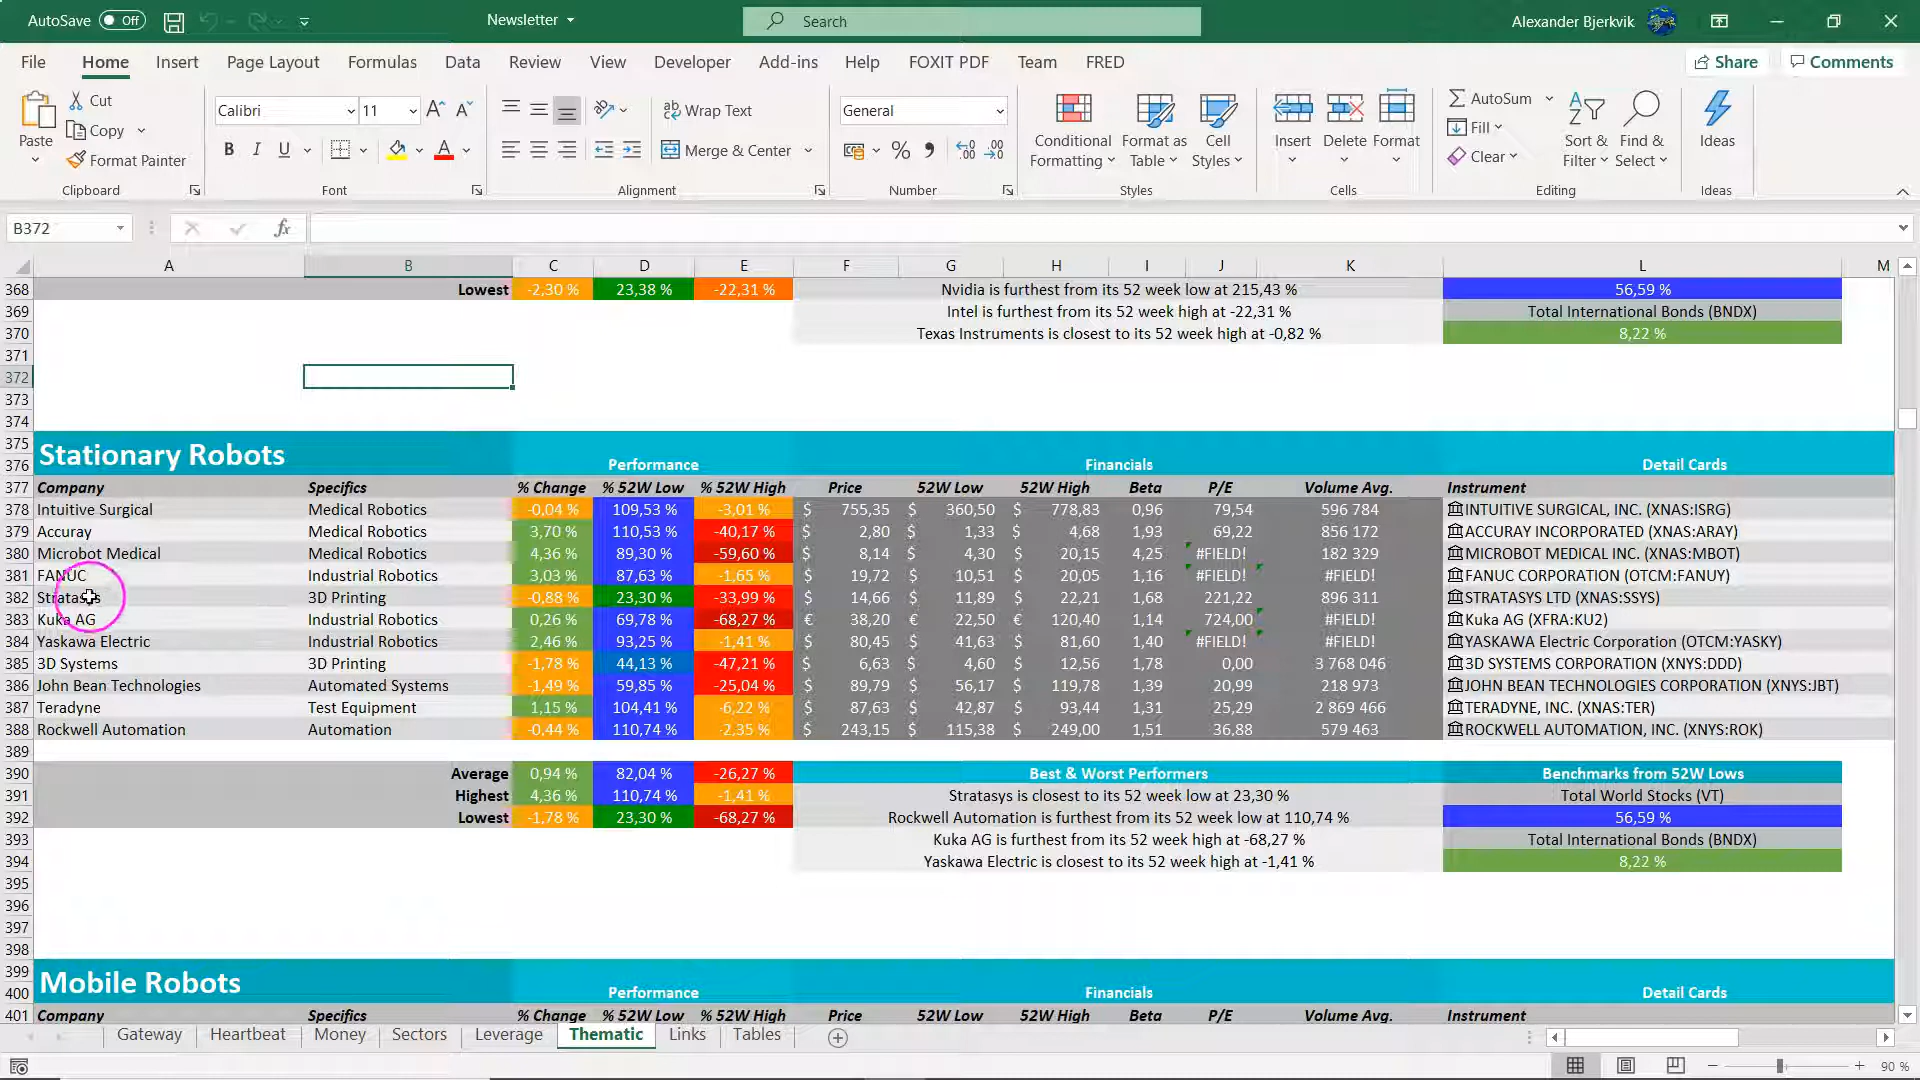 AutoSave Off Newsletter Search Alexander Bjerkvik
File Home Insert Page Layout Formulas Data Review View Developer Add-ins Help FOXIT PDF Team FRED Share Comments
Paste Cut Copy Format Painter Clipboard
Calibri 11 B I U A Font
ab Wrap Text Merge & Center Alignment
General % Number
Conditional Formatting Format as Table Cell Styles Styles
Insert Delete Format Cells
AutoSum Fill Clear Sort & Filter Find & Select Editing
Ideas Ideas
B372 fx
A B C D E F G H I J K L M
368 Lowest -2,30 % 23,38 % -22,31 % Nvidia is furthest from its 52 week low at 215,43 % 56,59 %
369 Intel is furthest from its 52 week high at -22,31 % Total International Bonds (BNDX)
370 Texas Instruments is closest to its 52 week high at -0,82 % 8,22 %
371
372
373
374
375 Stationary Robots
376 Performance Financials Detail Cards
377 Company Specifics % Change % 52W Low % 52W High Price 52W Low 52W High Beta P/E Volume Avg. Instrument
378 Intuitive Surgical Medical Robotics -0,04 % 109,53 % -3,01 % $ 755,35 $ 360,50 $ 778,83 0,96 79,54 596 784 INTUITIVE SURGICAL, INC. (XNAS:ISRG)
379 Accuray Medical Robotics 3,70 % 110,53 % -40,17 % $ 2,80 $ 1,33 $ 4,68 1,93 69,22 856 172 ACCURAY INCORPORATED (XNAS:ARAY)
380 Microbot Medical Medical Robotics 4,36 % 89,30 % -59,60 % $ 8,14 $ 4,30 $ 20,15 4,25 #FIELD! 182 329 MICROBOT MEDICAL INC. (XNAS:MBOT)
381 FANUC Industrial Robotics 3,03 % 87,63 % -1,65 % $ 19,72 $ 10,51 $ 20,05 1,16 #FIELD! #FIELD! FANUC CORPORATION (OTCM:FANUY)
382 Stratasys 3D Printing -0,88 % 23,30 % -33,99 % $ 14,66 $ 11,89 $ 22,21 1,68 221,22 896 311 STRATASYS LTD (XNAS:SSYS)
383 Kuka AG Industrial Robotics 0,26 % 69,78 % -68,27 % € 38,20 € 22,50 € 120,40 1,14 724,00 #FIELD! Kuka AG (XFRA:KU2)
384 Yaskawa Electric Industrial Robotics 2,46 % 93,25 % -1,41 % $ 80,45 $ 41,63 $ 81,60 1,40 #FIELD! #FIELD! YASKAWA Electric Corporation (OTCM:YASKY)
385 3D Systems 3D Printing -1,78 % 44,13 % -47,21 % $ 6,63 $ 4,60 $ 12,56 1,78 0,00 3 768 046 3D SYSTEMS CORPORATION (XNYS:DDD)
386 John Bean Technologies Automated Systems -1,49 % 59,85 % -25,04 % $ 89,79 $ 56,17 $ 119,78 1,39 20,99 218 973 JOHN BEAN TECHNOLOGIES CORPORATION (XNYS:JBT)
387 Teradyne Test Equipment 1,15 % 104,41 % -6,22 % $ 87,63 $ 42,87 $ 93,44 1,31 25,29 2 869 466 TERADYNE, INC. (XNAS:TER)
388 Rockwell Automation Automation -0,44 % 110,74 % -2,35 % $ 243,15 $ 115,38 $ 249,00 1,51 36,88 579 463 ROCKWELL AUTOMATION, INC. (XNYS:ROK)
389
390 Average 0,94 % 82,04 % -26,27 % Best & Worst Performers Benchmarks from 52W Lows
391 Highest 4,36 % 110,74 % -1,41 % Stratasys is closest to its 52 week low at 23,30 % Total World Stocks (VT)
392 Lowest -1,78 % 23,30 % -68,27 % Rockwell Automation is furthest from its 52 week low at 110,74 % 56,59 %
393 Kuka AG is furthest from its 52 week high at -68,27 % Total International Bonds (BNDX)
394 Yaskawa Electric is closest to its 52 week high at -1,41 % 8,22 %
395
396
397
398
399 Mobile Robots
400 Performance Financials Detail Cards
401 Company Specifics % Change % 52W Low % 52W High Price 52W Low 52W High Beta P/E Volume Avg. Instrument
Gateway Heartbeat Money Sectors Leverage Thematic Links Tables
90 %